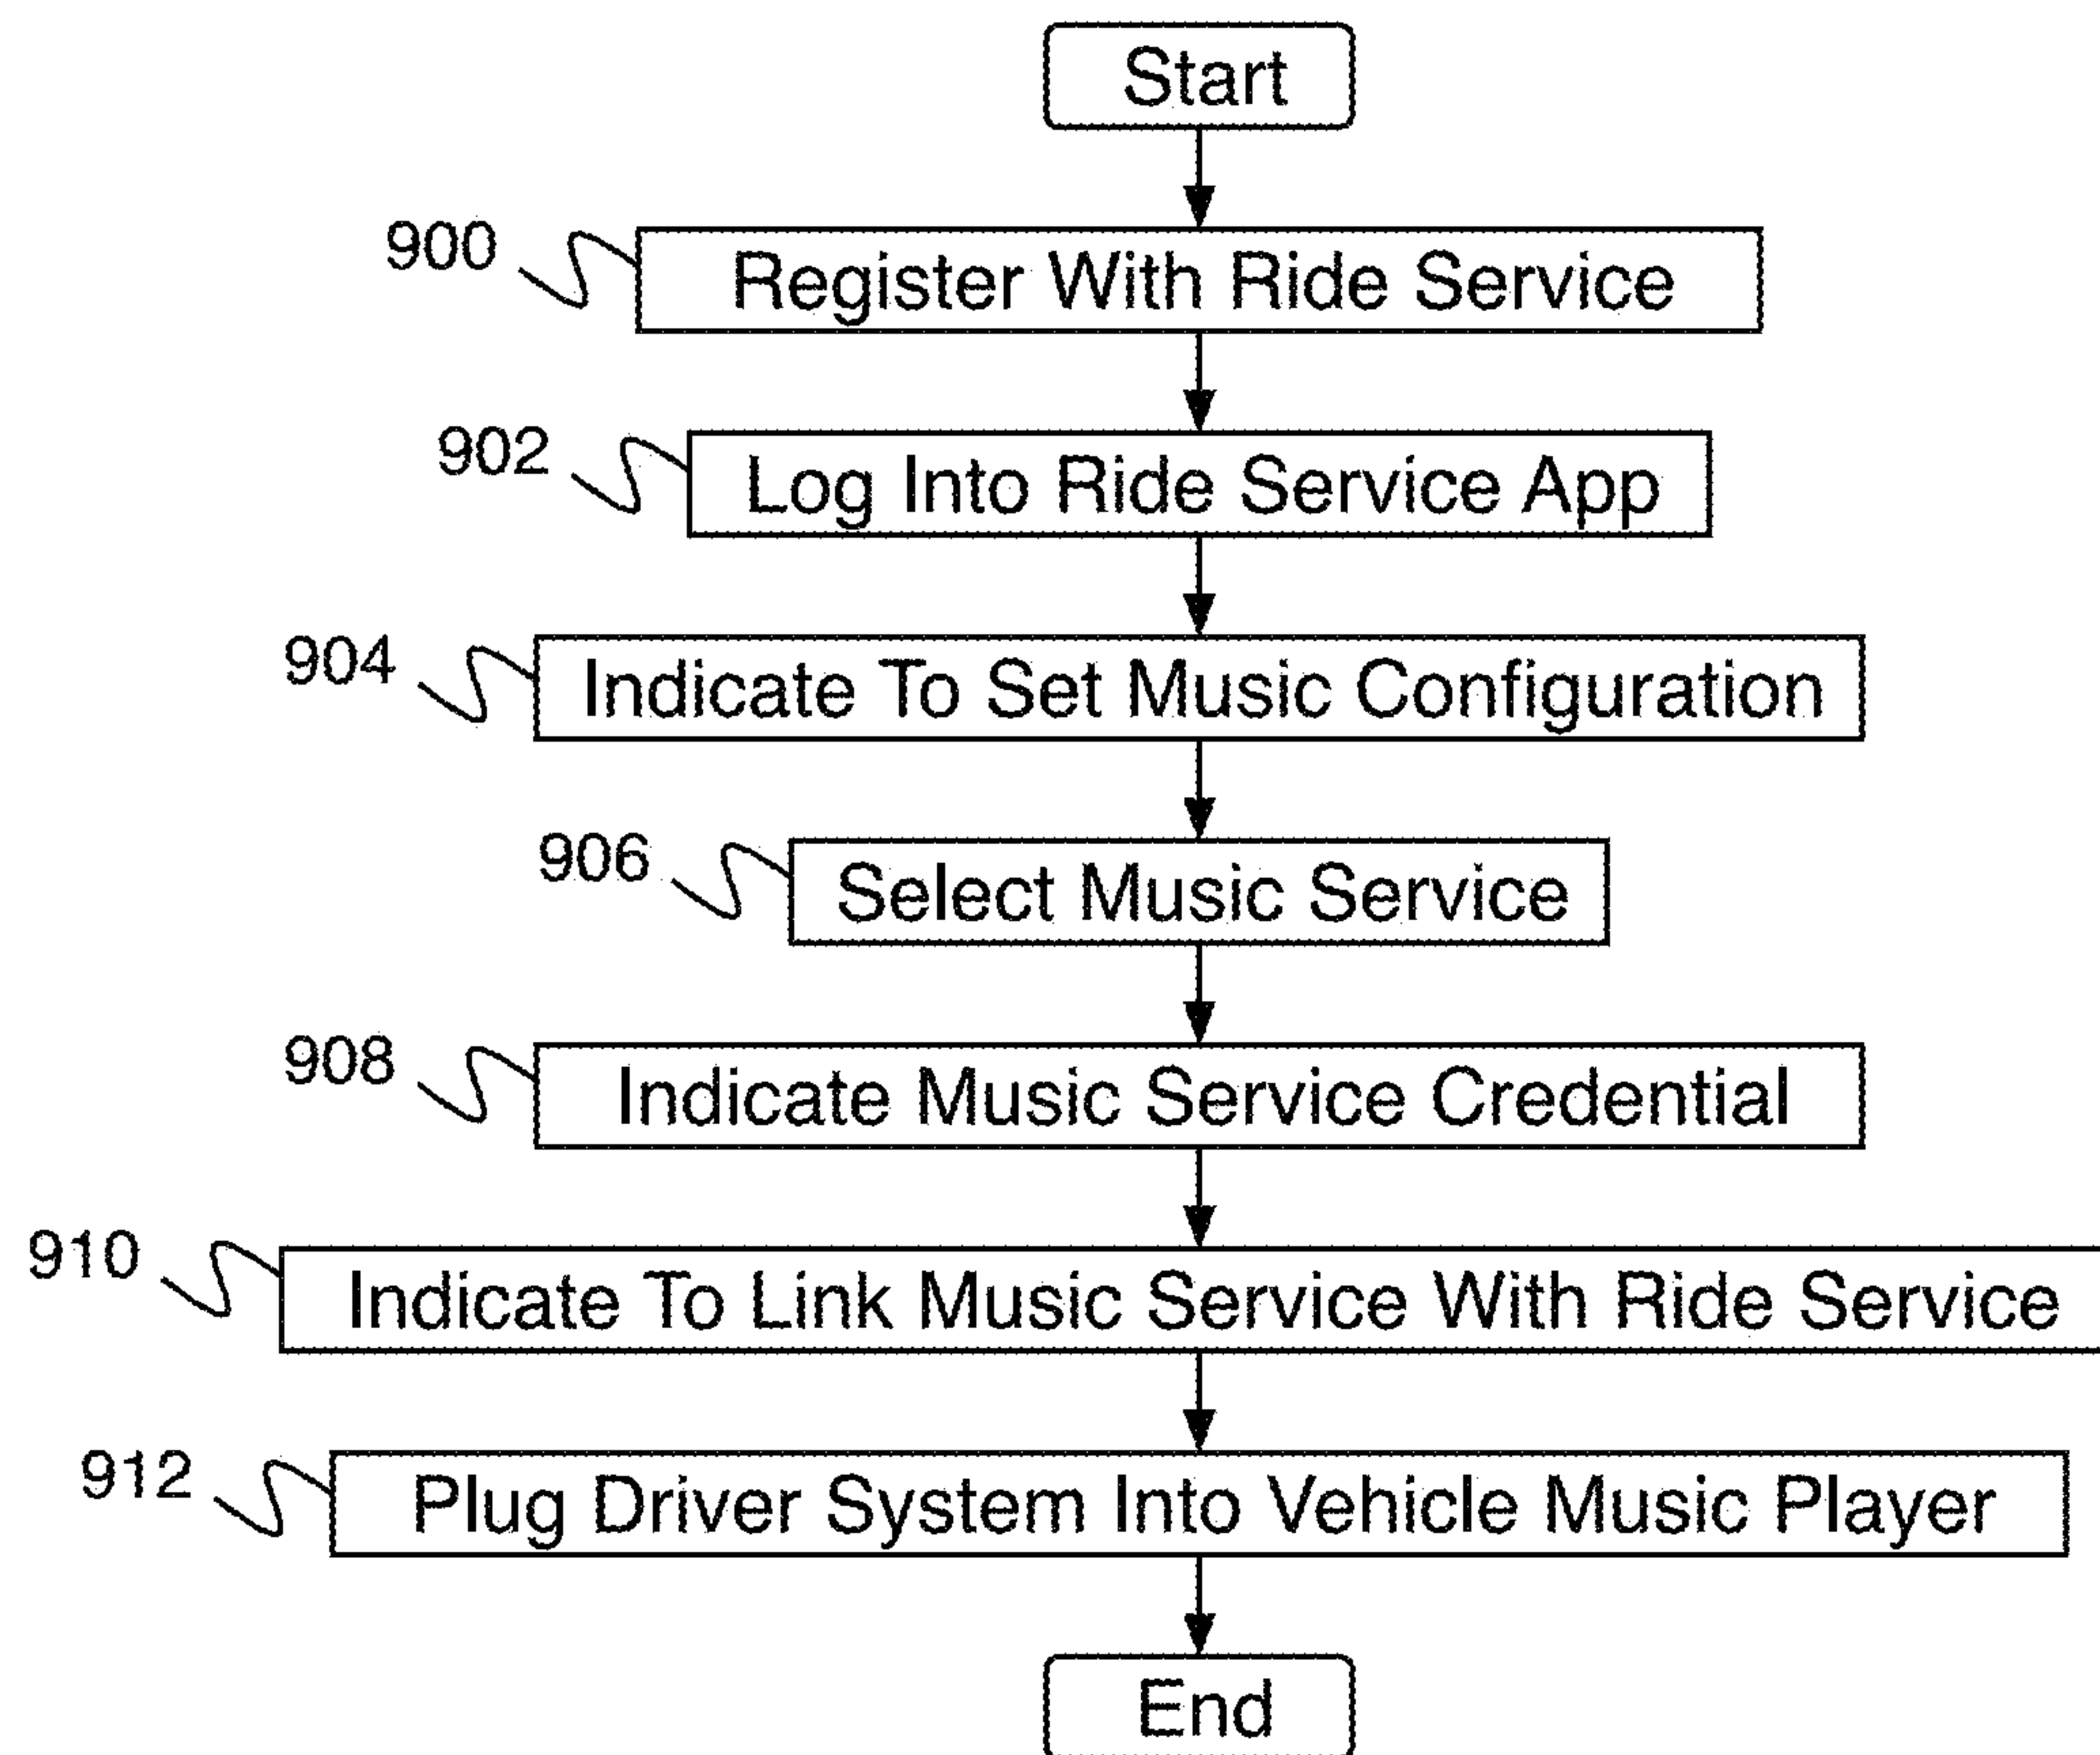 Start
900
Register With Ride Service
902
Log Into Ride Service App
904
Indicate To Set Music Configuration
906
Select Music Service
908
Indicate Music Service Credential
910
Indicate To Link Music Service With Ride Service
912
Plug Driver System Into Vehicle Music Player
End